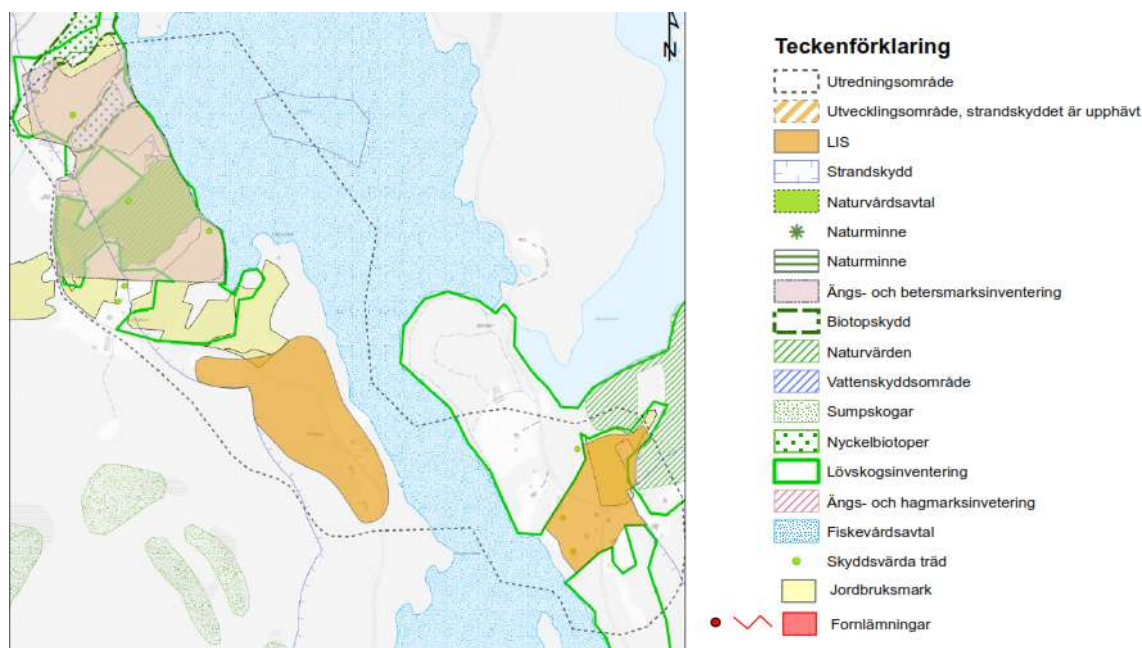 N
Teckenförklaring
Utredningsområde
Utvecklingsområde, strandskyddet är upphävt
LIS
Strandskydd
Naturvårdsavtal
Naturminne
Naturminne
Ängs- och betersmarksinventering
Biotopskydd
Naturvärden
Vattenskyddsområde
Sumpskogar
Nyckelbiotoper
Lövskogsinventering
Ängs- och hagmarksinvetering
Fiskevårdsavtal
Skyddsvärda träd
Jordbruksmark
Fornlämningar